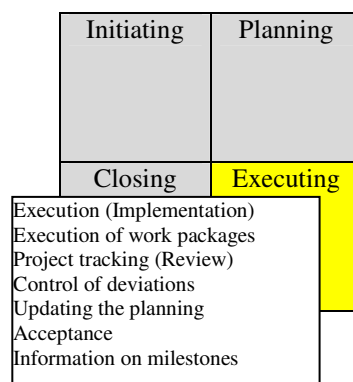 Initiating
Planning
Closing
Executing
Execution (Implementation)
Execution of work packages
Project tracking (Review)
Control of deviations
Updating the planning
Acceptance
Information on milestones